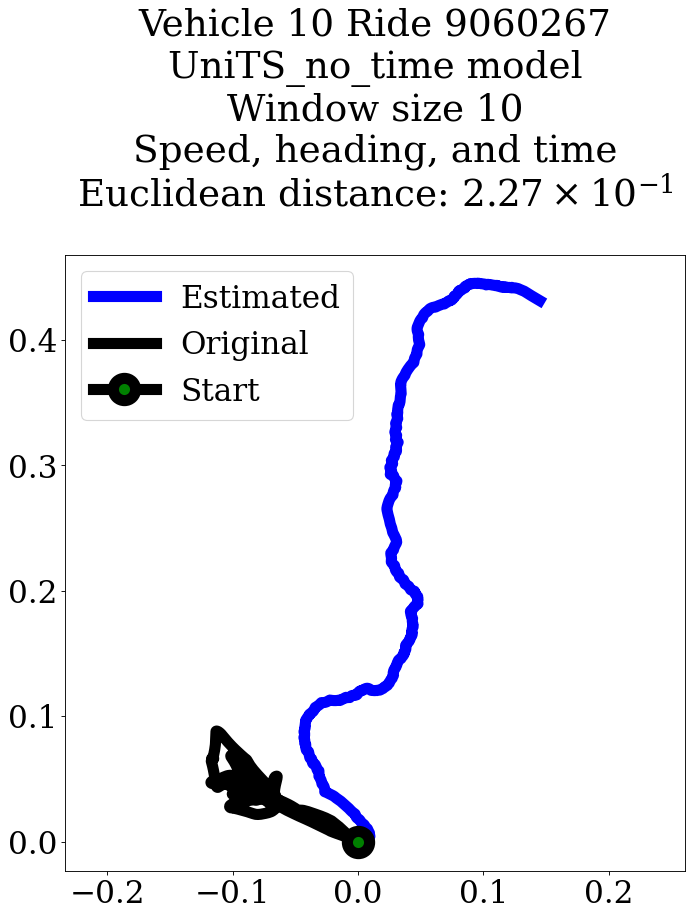 Vehicle 10 Ride 9060267
UniTS_no_time model
Window size 10
Speed, heading, and time
Euclidean distance: 2.27 × 10⁻¹
Estimated
Original
Start
0.4
0.3
0.2
0.1
0.0
−0.2 −0.1 0.0 0.1 0.2